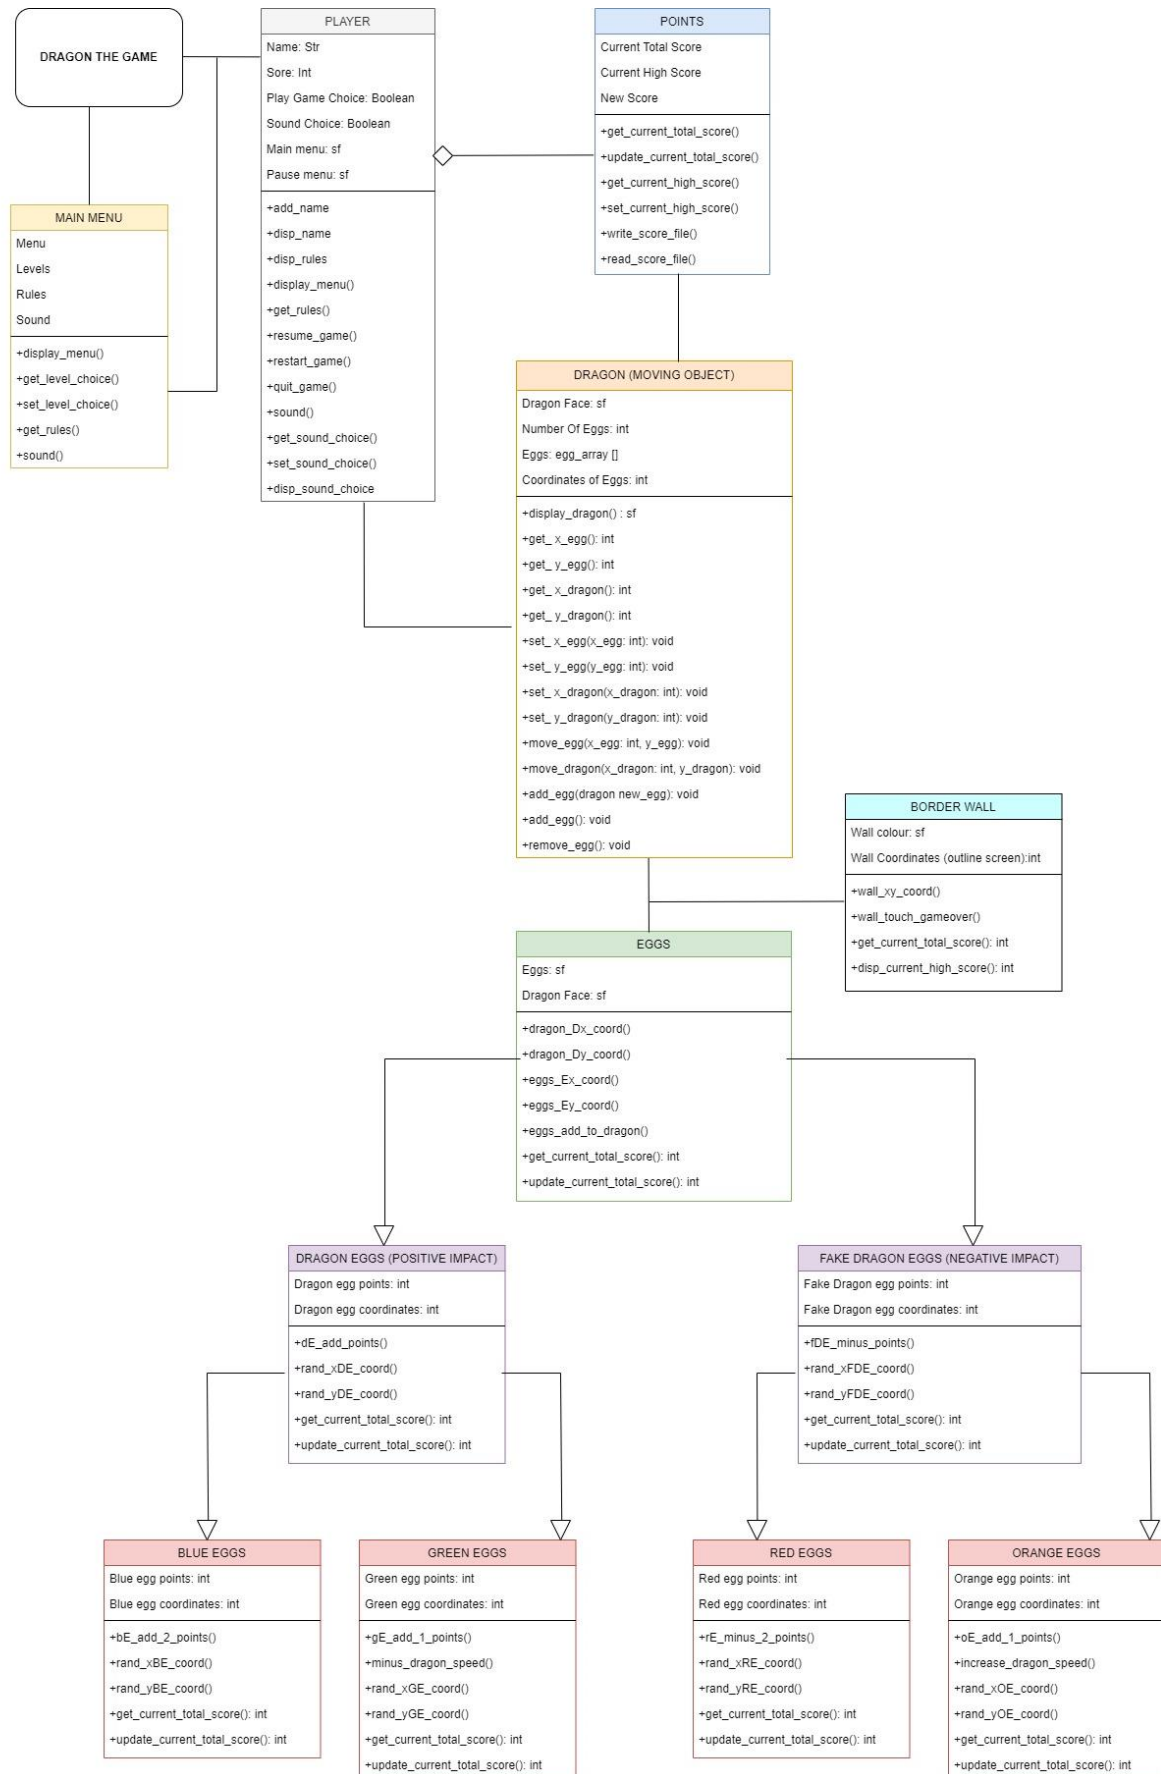 DRAGON THE GAME
PLAYER
Name: Str
Sore: Int
Play Game Choice: Boolean
Sound Choice: Boolean
Main menu: sf
Pause menu: sf
+add_name
+disp_name
+disp_rules
+display_menu()
+get_rules()
+resume_game()
+restart_game()
+quit_game()
+sound()
+get_sound_choice()
+set_sound_choice()
+disp_sound_choice
POINTS
Current Total Score
Current High Score
New Score
+get_current_total_score()
+update_current_total_score()
+get_current_high_score()
+set_current_high_score()
+write_score_file()
+read_score_file()
MAIN MENU
Menu
Levels
Rules
Sound
+display_menu()
+get_level_choice()
+set_level_choice()
+get_rules()
+sound()
DRAGON (MOVING OBJECT)
Dragon Face: sf
Number Of Eggs: int
Eggs: egg_array []
Coordinates of Eggs: int
+display_dragon() : sf
+get_ x_egg(): int
+get_ y_egg(): int
+get_ x_dragon(): int
+get_ y_dragon(): int
+set_ x_egg(x_egg: int): void
+set_ y_egg(y_egg: int): void
+set_ x_dragon(x_dragon: int): void
+set_ y_dragon(y_dragon: int): void
+move_egg(x_egg: int, y_egg): void
+move_dragon(x_dragon: int, y_dragon): void
+add_egg(dragon new_egg): void
+add_egg(): void
+remove_egg(): void
BORDER WALL
Wall colour: sf
Wall Coordinates (outline screen):int
+wall_xy_coord()
+wall_touch_gameover()
+get_current_total_score(): int
+disp_current_high_score(): int
EGGS
Eggs: sf
Dragon Face: sf
+dragon_Dx_coord()
+dragon_Dy_coord()
+eggs_Ex_coord()
+eggs_Ey_coord()
+eggs_add_to_dragon()
+get_current_total_score(): int
+update_current_total_score(): int
DRAGON EGGS (POSITIVE IMPACT)
Dragon egg points: int
Dragon egg coordinates: int
+dE_add_points()
+rand_xDE_coord()
+rand_yDE_coord()
+get_current_total_score(): int
+update_current_total_score(): int
FAKE DRAGON EGGS (NEGATIVE IMPACT)
Fake Dragon egg points: int
Fake Dragon egg coordinates: int
+fDE_minus_points()
+rand_xFDE_coord()
+rand_yFDE_coord()
+get_current_total_score(): int
+update_current_total_score(): int
BLUE EGGS
Blue egg points: int
Blue egg coordinates: int
+bE_add_2_points()
+rand_xBE_coord()
+rand_yBE_coord()
+get_current_total_score(): int
+update_current_total_score(): int
GREEN EGGS
Green egg points: int
Green egg coordinates: int
+gE_add_1_points()
+minus_dragon_speed()
+rand_xGE_coord()
+rand_yGE_coord()
+get_current_total_score(): int
+update_current_total_score(): int
RED EGGS
Red egg points: int
Red egg coordinates: int
+rE_minus_2_points()
+rand_xRE_coord()
+rand_yRE_coord()
+get_current_total_score(): int
+update_current_total_score(): int
ORANGE EGGS
Orange egg points: int
Orange egg coordinates: int
+oE_add_1_points()
+increase_dragon_speed()
+rand_xOE_coord()
+rand_yOE_coord()
+get_current_total_score(): int
+update_current_total_score(): int